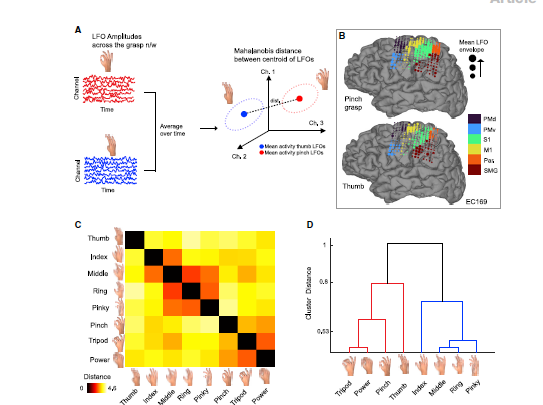 Article
A
LFO Amplitudes
across the grasp n/w
Channel
Time
Channel
Time
Average
over time
Mahalanobis distance
between centroid of LFOs
Ch. 1
dist.
Ch. 3
Ch. 2
Mean activity thumb LFOs
Mean activity pinch LFOs
B
Mean LFO
envelope
Pinch
grasp
Thumb
PMd
PMv
S1
M1
SMG
EC169
C
Thumb
Index
Middle
Ring
Pinky
Pinch
Tripod
Power
Distance
0
4,5
Thumb
Index
Middle
Ring
Pinky
Pinch
Tripod
Power
D
Cluster Distance
1
0,53
Tripod
Power
Pinch
Thumb
Index
Middle
Ring
Pinky